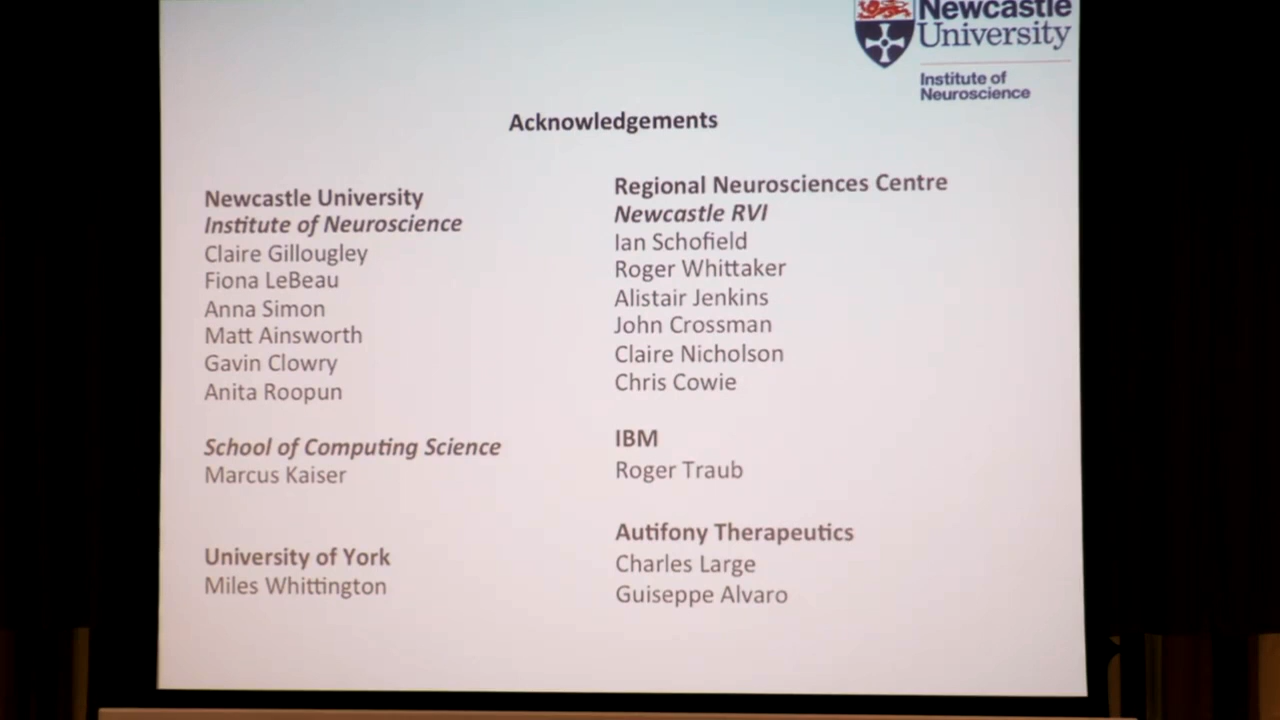 Newcastle
University
Institute of
Neuroscience
Acknowledgements
Newcastle University
Institute of Neuroscience
Claire Gillougley
Fiona LeBeau
Anna Simon
Matt Ainsworth
Gavin Clowry
Anita Roopun
School of Computing Science
Marcus Kaiser
University of York
Miles Whittington
Regional Neurosciences Centre
Newcastle RVI
Ian Schofield
Roger Whittaker
Alistair Jenkins
John Crossman
Claire Nicholson
Chris Cowie
IBM
Roger Traub
Autifony Therapeutics
Charles Large
Guiseppe Alvaro